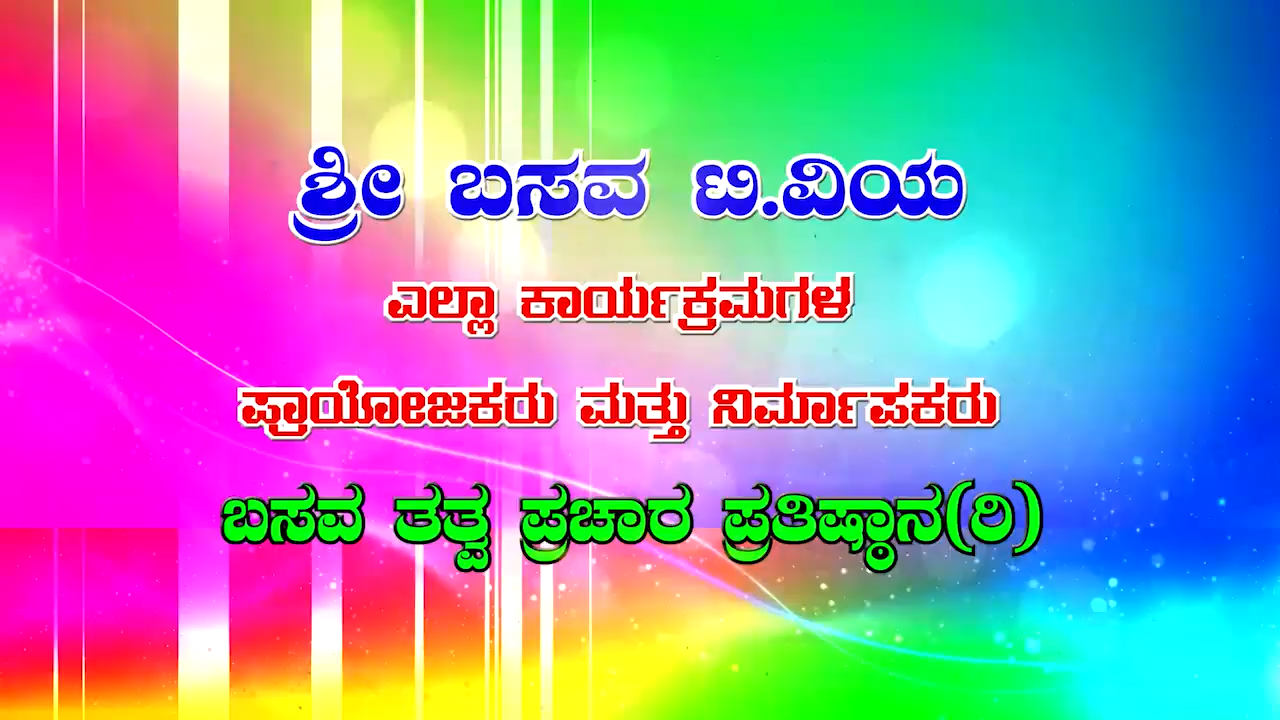 ಶ್ರೀ ಬಸವ ಟಿ.ವಿಯ
ಎಲ್ಲಾ ಕಾರ್ಯಕ್ರಮಗಳ
ಪ್ರಾಯೋಜಕರು ಮತ್ತು ನಿರ್ಮಾಪಕರು
ಬಸವ ತತ್ವ ಪ್ರಚಾರ ಪ್ರತಿಷ್ಠಾನ(ರಿ)